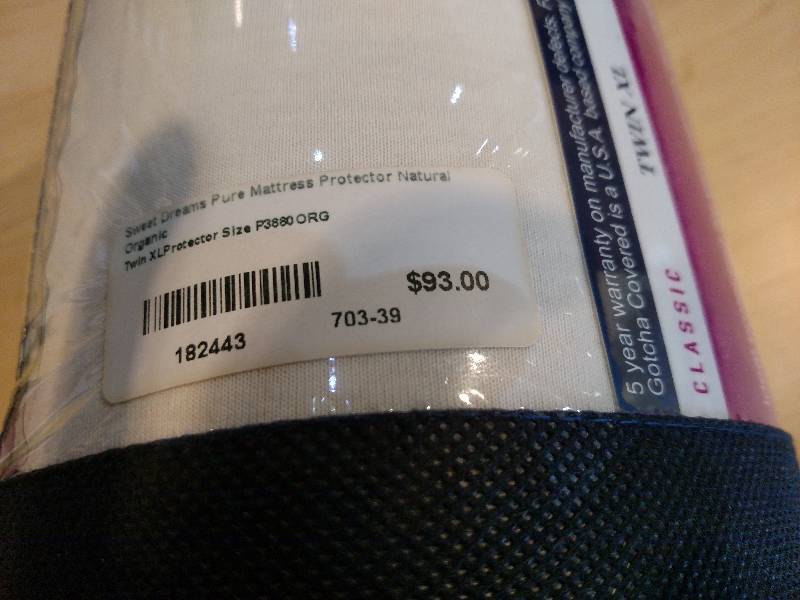 Sweet Dreams Pure Mattress Protector Natural
Organic
Twin XLProtector Size P3880ORG
$93.00
703-39
182443
5 year warranty on manufacturer defects.
Gotcha Covered is a U.S.A. based company
TWIN XL
CLASSIC